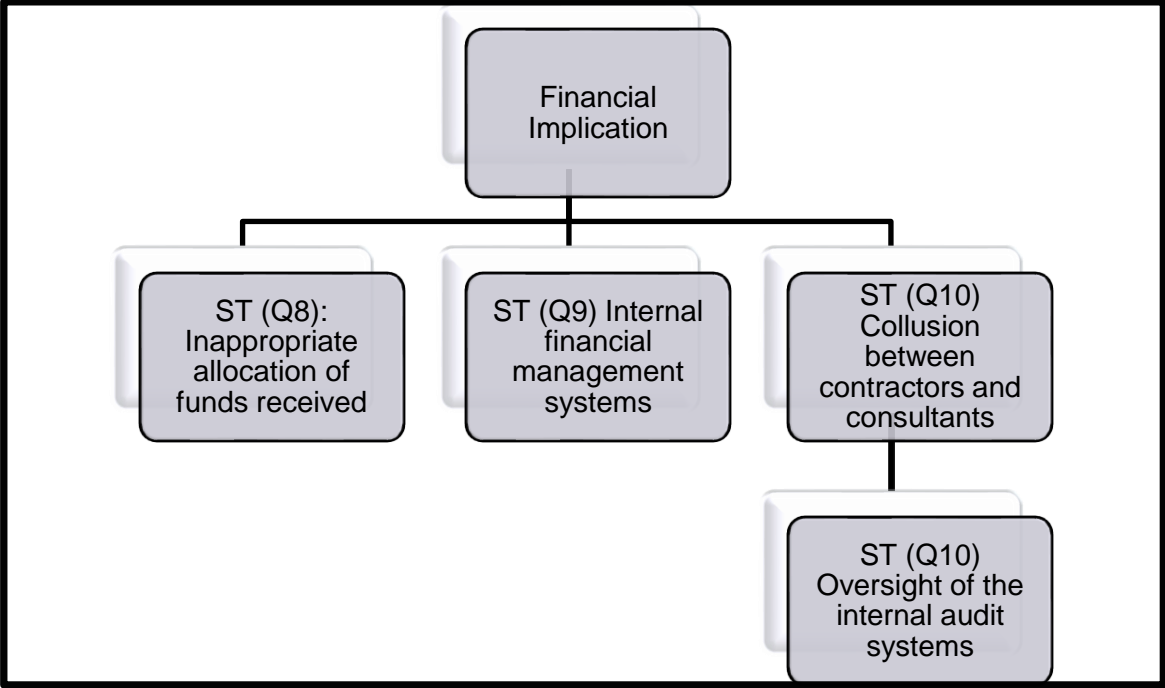 Financial
Implication
ST (Q8):
Inappropriate
allocation of
funds received
ST (Q9) Internal
financial
management
systems
ST (Q10)
Collusion
between
contractors and
consultants
ST (Q10)
Oversight of the
internal audit
systems